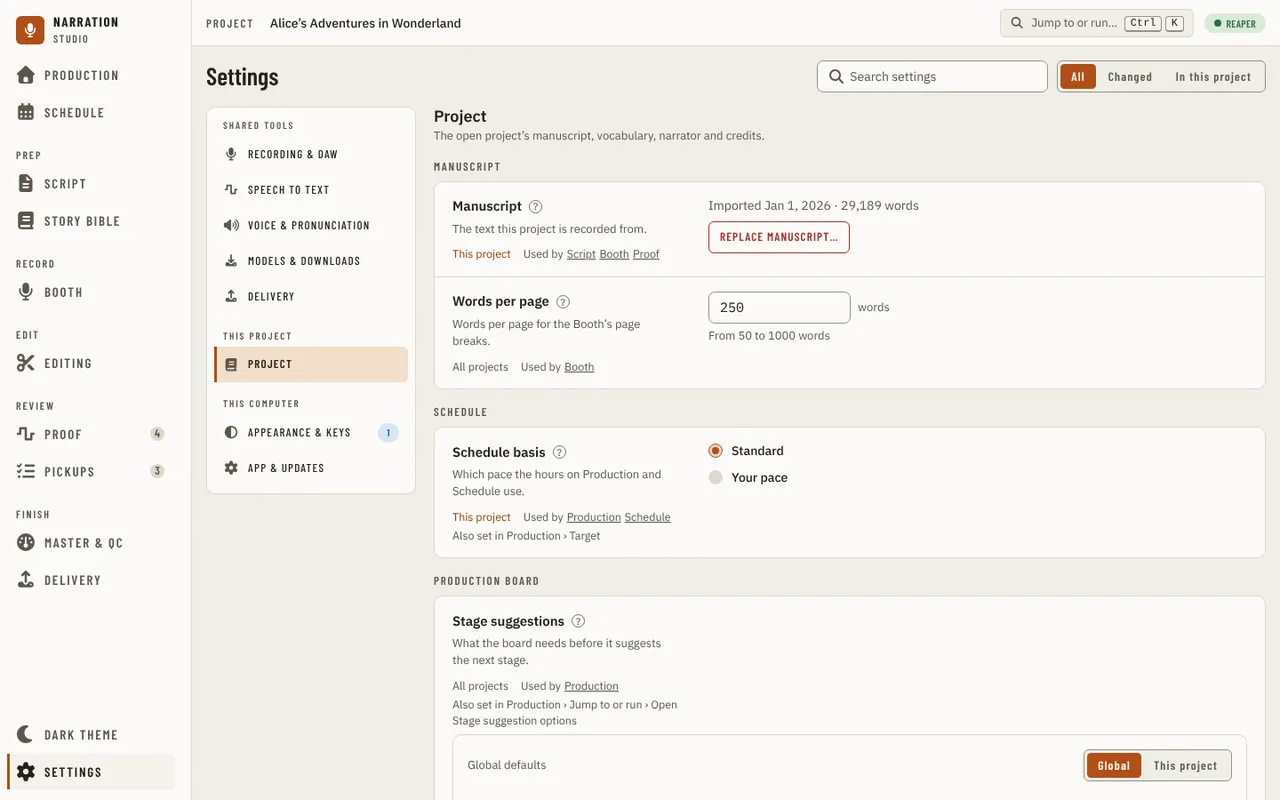 NARRATION
STUDIO
PRODUCTION
SCHEDULE
PREP
SCRIPT
STORY BIBLE
RECORD
BOOTH
EDIT
EDITING
REVIEW
PROOF 4
PICKUPS 3
FINISH
MASTER & QC
DELIVERY
DARK THEME
SETTINGS
PROJECT Alice’s Adventures in Wonderland
Jump to or run… Ctrl K
REAPER
Settings
Search settings
All Changed In this project
SHARED TOOLS
RECORDING & DAW
SPEECH TO TEXT
VOICE & PRONUNCIATION
MODELS & DOWNLOADS
DELIVERY
THIS PROJECT
PROJECT
THIS COMPUTER
APPEARANCE & KEYS 1
APP & UPDATES
Project
The open project’s manuscript, vocabulary, narrator and credits.
MANUSCRIPT
Manuscript ?
The text this project is recorded from.
This project Used by Script Booth Proof
Imported Jan 1, 2026 · 29,189 words
REPLACE MANUSCRIPT…
Words per page ?
Words per page for the Booth’s page
breaks.
All projects Used by Booth
250 words
From 50 to 1000 words
SCHEDULE
Schedule basis ?
Which pace the hours on Production and
Schedule use.
This project Used by Production Schedule
Also set in Production › Target
Standard
Your pace
PRODUCTION BOARD
Stage suggestions ?
What the board needs before it suggests
the next stage.
All projects Used by Production
Also set in Production › Jump to or run › Open
Stage suggestion options
Global defaults
Global This project